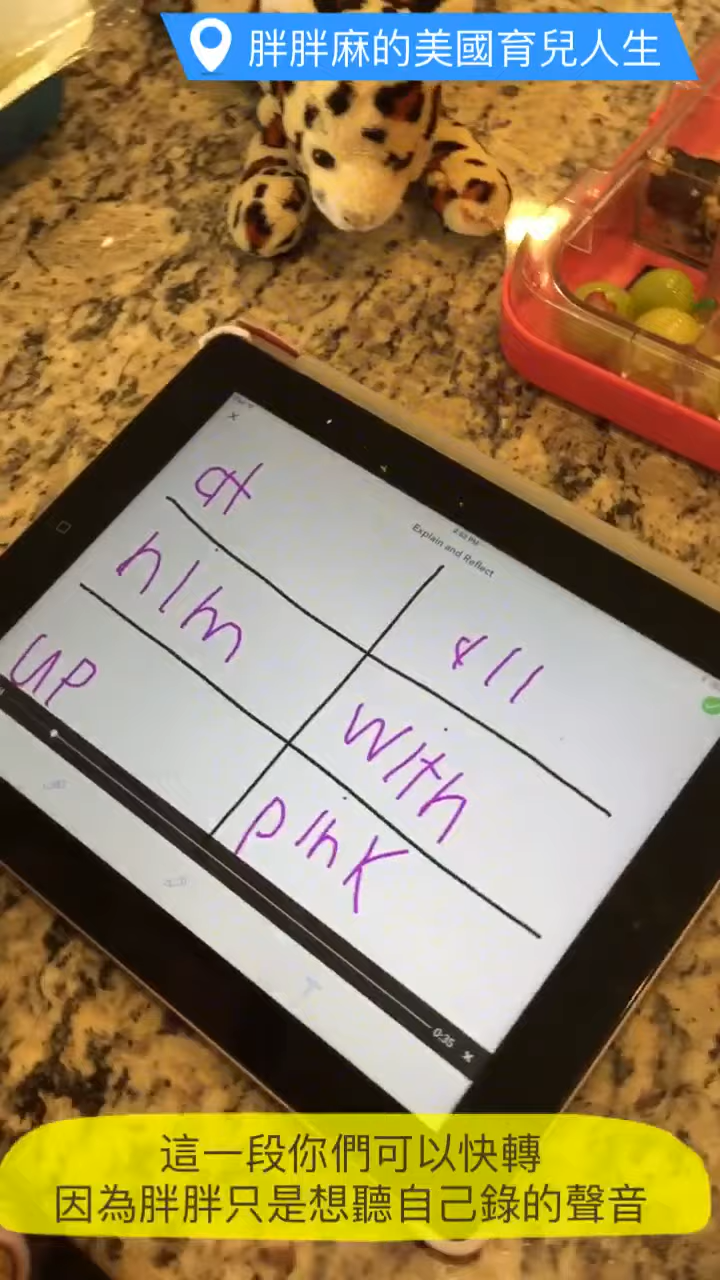 胖胖麻的美國育兒人生
Explain and Reflect
at
all
him
with
up
pink
0:35
這一段你們可以快轉
因為胖胖只是想聽自己錄的聲音